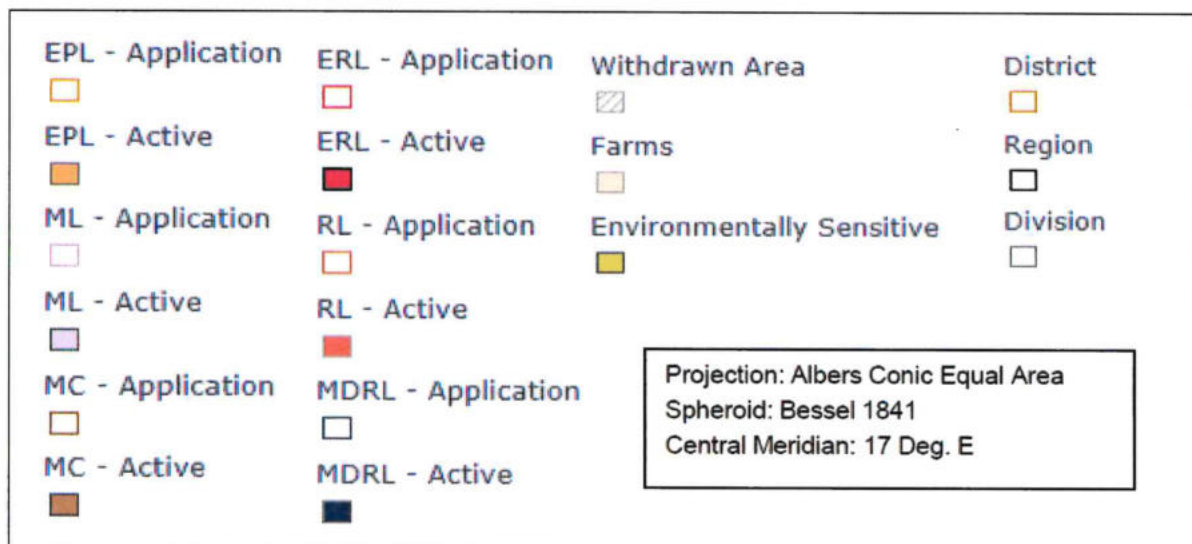 EPL - Application
EPL - Active
ML - Application
ML - Active
MC - Application
MC - Active
ERL - Application
ERL - Active
RL - Application
RL - Active
MDRL - Application
MDRL - Active
Withdrawn Area
Farms
Environmentally Sensitive
District
Region
Division
Projection: Albers Conic Equal Area
Spheroid: Bessel 1841
Central Meridian: 17 Deg. E